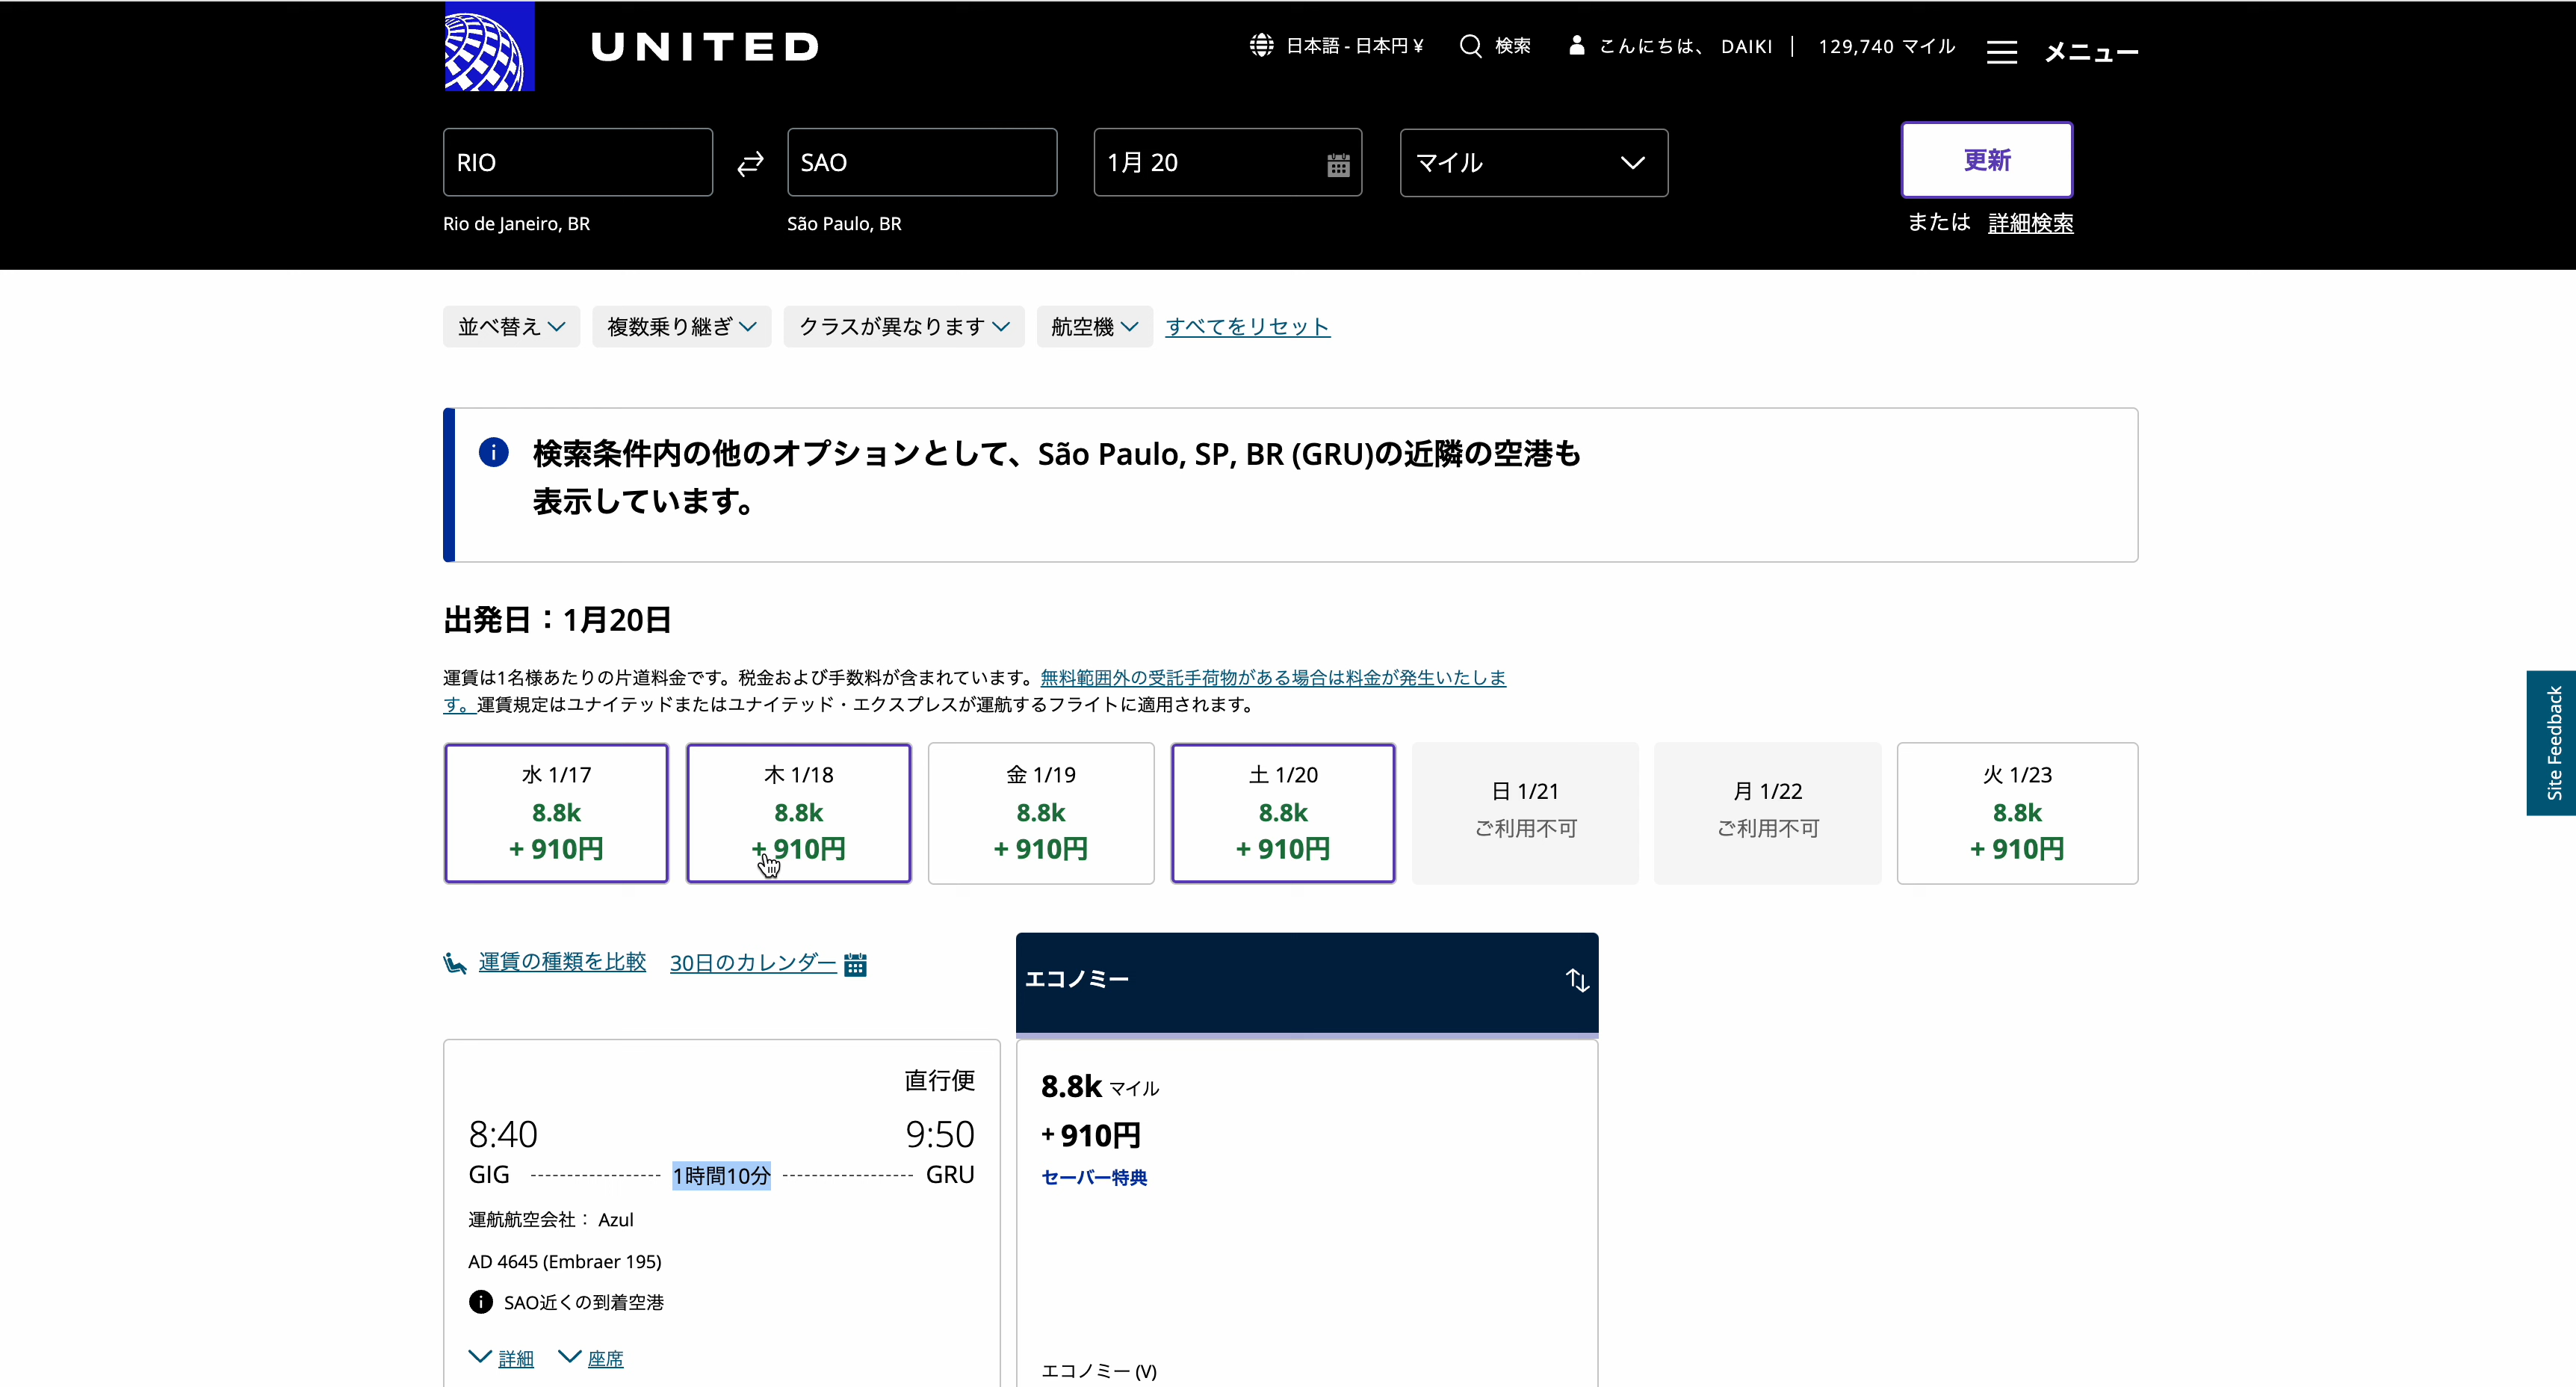 UNITED
日本語 - 日本円 ¥
検索
こんにちは、 DAIKI
129,740 マイル
メニュー
RIO
SAO
1月 20
マイル
更新
Rio de Janeiro, BR
São Paulo, BR
または 詳細検索
並べ替え
複数乗り継ぎ
クラスが異なります
航空機
すべてをリセット
検索条件内の他のオプションとして、São Paulo, SP, BR (GRU)の近隣の空港も
表示しています。
出発日：1月20日
運賃は1名様あたりの片道料金です。税金および手数料が含まれています。無料範囲外の受託手荷物がある場合は料金が発生いたしま
す。運賃規定はユナイテッドまたはユナイテッド・エクスプレスが運航するフライトに適用されます。
Site Feedback
水 1/17
8.8k
+ 910円
木 1/18
8.8k
+ 910円
金 1/19
8.8k
+ 910円
土 1/20
8.8k
+ 910円
日 1/21
ご利用不可
月 1/22
ご利用不可
火 1/23
8.8k
+ 910円
運賃の種類を比較
30日のカレンダー
エコノミー
直行便
8:40
9:50
GIG
1時間10分
GRU
運航航空会社： Azul
AD 4645 (Embraer 195)
SAO近くの到着空港
詳細
座席
8.8k マイル
+ 910円
セーバー特典
エコノミー (V)